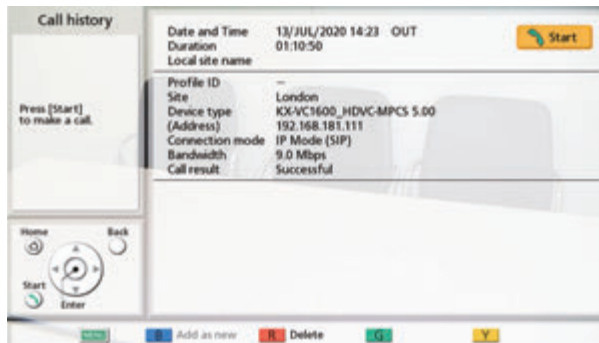 Call history
Press [Start]
to make a call.
Date and Time 13/JUL/2020 14:23 OUT
Duration 01:10:50
Local site name
Start
Profile ID –
Site London
Device type KX-VC1600_HDVC-MPCS 5.00
(Address) 192.168.181.111
Connection mode IP Mode (SIP)
Bandwidth 9.0 Mbps
Call result Successful
Home Back
Start
Enter
MENU B Add as new R Delete G Y